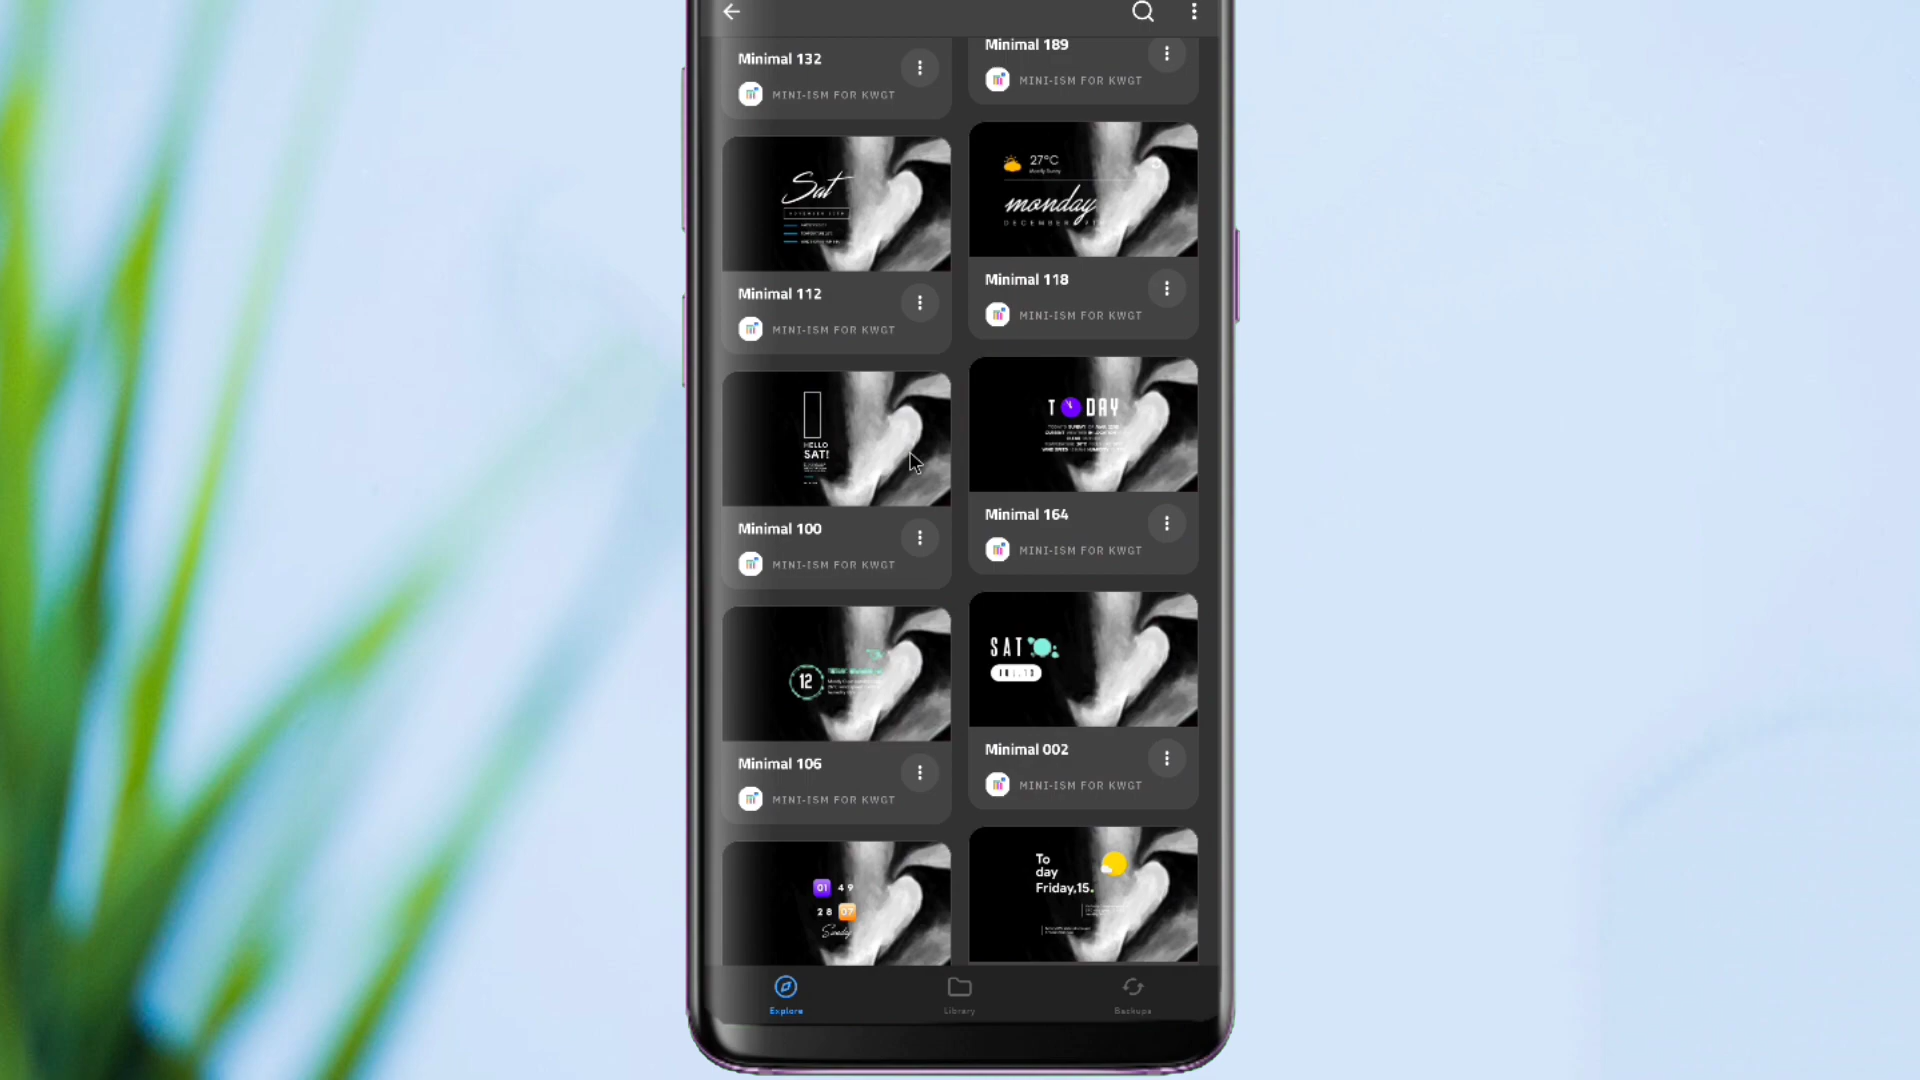 Minimal 132
MINI-ISM FOR KWGT
Minimal 189
MINI-ISM FOR KWGT
Sat
Minimal 112
MINI-ISM FOR KWGT
27°C
Mostly Sunny
monday
DECEMBER
Minimal 118
MINI-ISM FOR KWGT
HELLO
SAT!
Minimal 100
MINI-ISM FOR KWGT
T DAY
Minimal 164
MINI-ISM FOR KWGT
12
Minimal 106
MINI-ISM FOR KWGT
SAT
Minimal 002
MINI-ISM FOR KWGT
01 49
28 07
Sunday
To
day
Friday,15.
Explore
Library
Backups